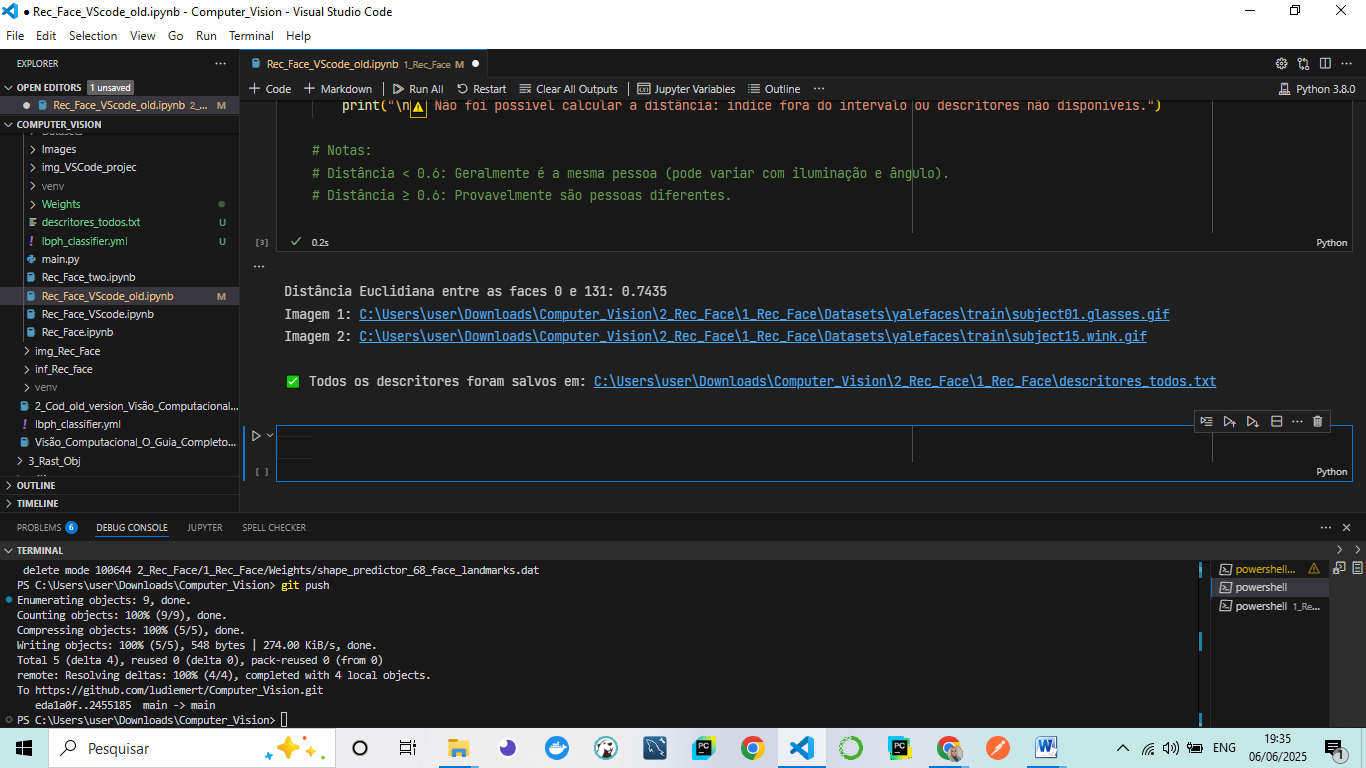 Rec_Face_VScode_old.ipynb - Computer_Vision - Visual Studio Code
File Edit Selection View Go Run Terminal Help
EXPLORER
OPEN EDITORS 1 unsaved
Rec_Face_VScode_old.ipynb 2_... M
COMPUTER_VISION
Images
img_VSCode_projec
venv
Weights
descritores_todos.txt U
lbph_classifier.yml U
main.py
Rec_Face_two.ipynb
Rec_Face_VScode_old.ipynb M
Rec_Face_VScode.ipynb
Rec_Face.ipynb
img_Rec_Face
inf_Rec_face
venv
2_Cod_old_version_Visão_Computacional...
lbph_classifier.yml
Visão_Computacional_O_Guia_Completo...
3_Rast_Obj
OUTLINE
TIMELINE
Rec_Face_VScode_old.ipynb 1_Rec_Face M
Code Markdown Run All Restart Clear All Outputs Jupyter Variables Outline ... Python 3.8.0
print("\n⚠ Não foi possível calcular a distância: índice fora do intervalo ou descritores não disponíveis.")
# Notas:
# Distância < 0.6: Geralmente é a mesma pessoa (pode variar com iluminação e ângulo).
# Distância ≥ 0.6: Provavelmente são pessoas diferentes.
[3] ✓ 0.2s Python
...
Distância Euclidiana entre as faces 0 e 131: 0.7435
Imagem 1: C:\Users\user\Downloads\Computer_Vision\2_Rec_Face\1_Rec_Face\Datasets\yalefaces\train\subject01.glasses.gif
Imagem 2: C:\Users\user\Downloads\Computer_Vision\2_Rec_Face\1_Rec_Face\Datasets\yalefaces\train\subject15.wink.gif
✅ Todos os descritores foram salvos em: C:\Users\user\Downloads\Computer_Vision\2_Rec_Face\1_Rec_Face\descritores_todos.txt
[ ] Python
PROBLEMS 6 DEBUG CONSOLE JUPYTER SPELL CHECKER
TERMINAL
delete mode 100644 2_Rec_Face/1_Rec_Face/Weights/shape_predictor_68_face_landmarks.dat
PS C:\Users\user\Downloads\Computer_Vision> git push
Enumerating objects: 9, done.
Counting objects: 100% (9/9), done.
Compressing objects: 100% (5/5), done.
Writing objects: 100% (5/5), 548 bytes | 274.00 KiB/s, done.
Total 5 (delta 4), reused 0 (delta 0), pack-reused 0 (from 0)
remote: Resolving deltas: 100% (4/4), completed with 4 local objects.
To https://github.com/ludiemert/Computer_Vision.git
eda1a0f..2455185 main -> main
PS C:\Users\user\Downloads\Computer_Vision>
powershell...
powershell
powershell 1_Re...
Pesquisar
ENG
19:35
06/06/2025
1